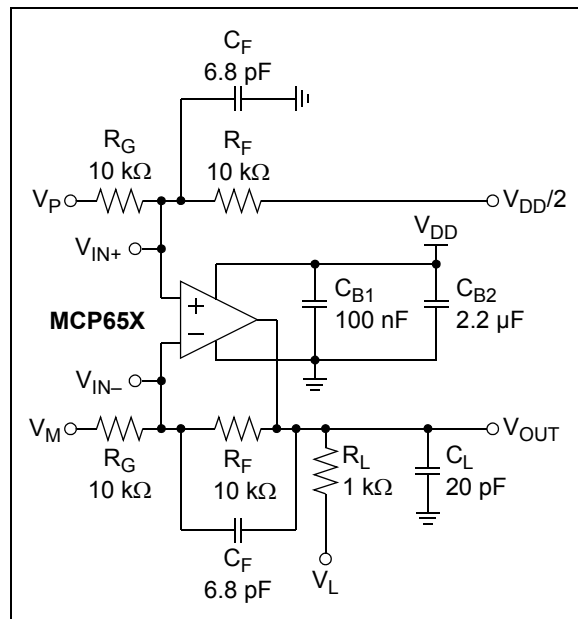 C_F
6.8 pF
R_G
10 kΩ
R_F
10 kΩ
V_P
V_DD/2
V_IN+
V_DD
+
–
MCP65X
C_B1
100 nF
C_B2
2.2 µF
V_IN–
V_M
R_G
10 kΩ
R_F
10 kΩ
C_F
6.8 pF
R_L
1 kΩ
V_L
C_L
20 pF
V_OUT